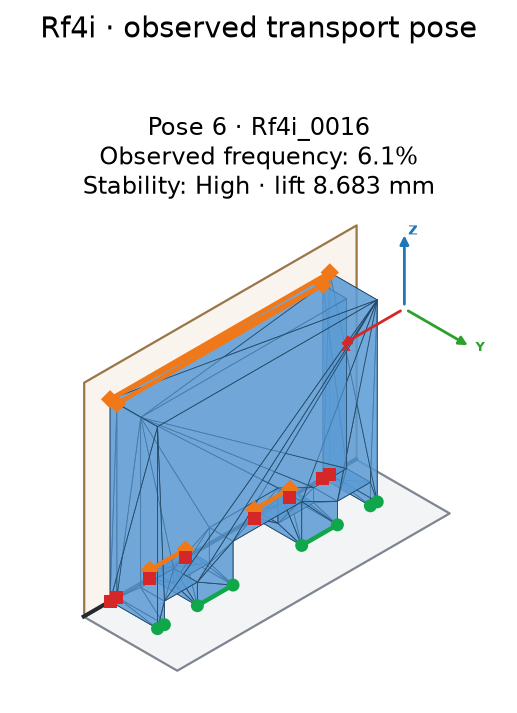 Rf4i · observed transport pose
Pose 6 · Rf4i_0016
Observed frequency: 6.1%
Stability: High · lift 8.683 mm
Z
X
Y